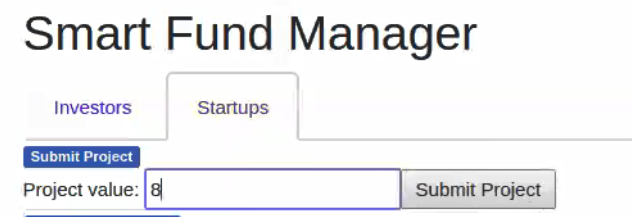 Smart Fund Manager
Investors Startups
Submit Project
Project value: 8 Submit Project